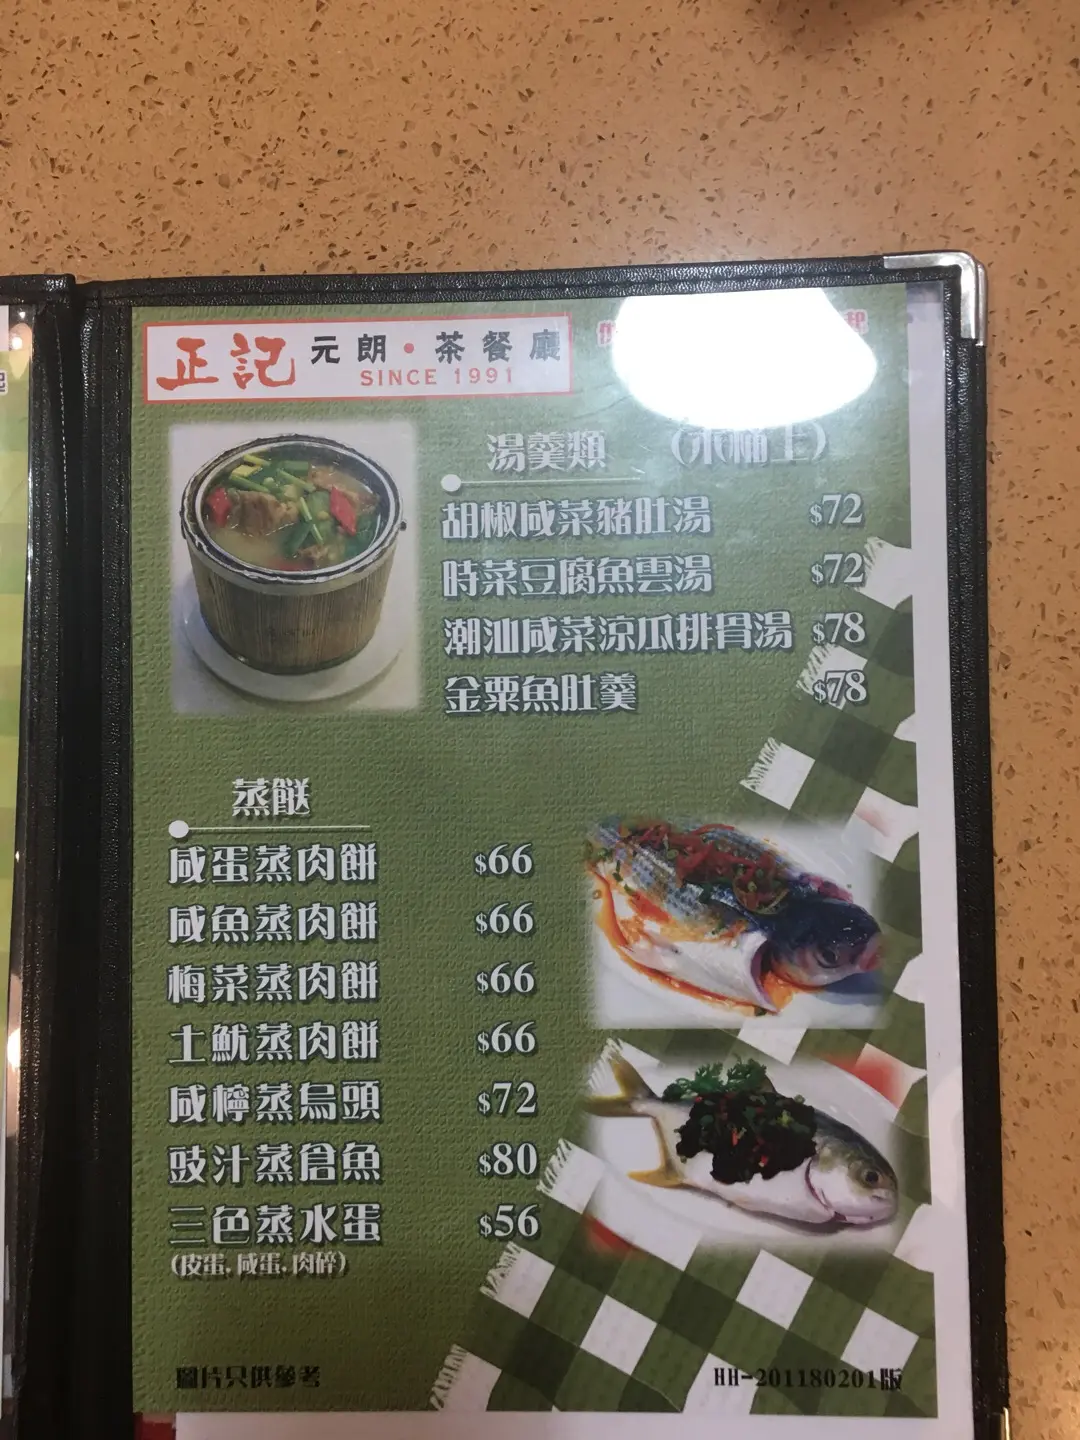 正記 元朗·茶餐廳
SINCE 1991
起
湯羹類 (木桶上)
胡椒咸菜豬肚湯 $72
時菜豆腐魚雲湯 $72
潮汕咸菜涼瓜排骨湯 $78
金粟魚肚羹 $78
蒸餸
咸蛋蒸肉餅 $66
咸魚蒸肉餅 $66
梅菜蒸肉餅 $66
土魷蒸肉餅 $66
咸檸蒸烏頭 $72
豉汁蒸倉魚 $80
三色蒸水蛋 $56
(皮蛋,咸蛋,肉碎)
圖片只供參考
HH-201180201版